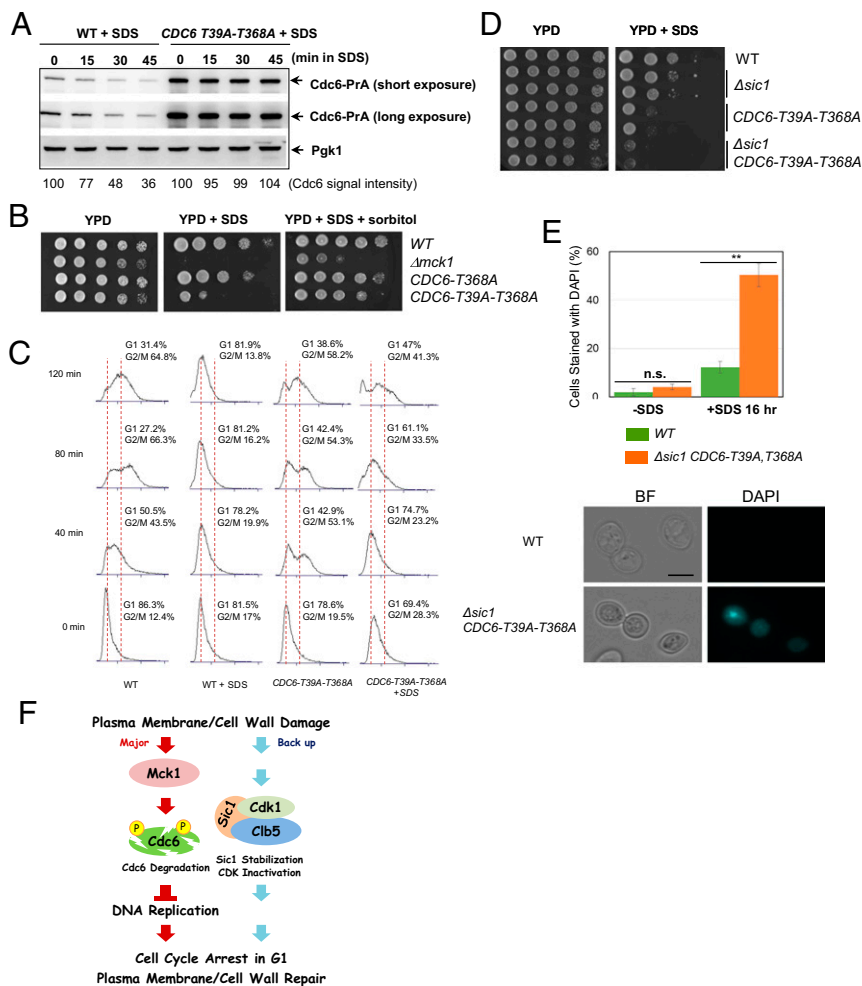 A
WT + SDS
CDC6 T39A-T368A + SDS
0 15 30 45 0 15 30 45 (min in SDS)
Cdc6-PrA (short exposure)
Cdc6-PrA (long exposure)
Pgk1
100 77 48 36 100 95 99 104 (Cdc6 signal intensity)
B
YPD YPD + SDS YPD + SDS + sorbitol
WT
Δmck1
CDC6-T368A
CDC6-T39A-T368A
C
120 min
G1 31.4%
G2/M 64.8%
G1 81.9%
G2/M 13.8%
G1 38.6%
G2/M 58.2%
G1 47%
G2/M 41.3%
80 min
G1 27.2%
G2/M 66.3%
G1 81.2%
G2/M 16.2%
G1 42.4%
G2/M 54.3%
G1 61.1%
G2/M 33.5%
40 min
G1 50.5%
G2/M 43.5%
G1 78.2%
G2/M 19.9%
G1 42.9%
G2/M 53.1%
G1 74.7%
G2/M 23.2%
0 min
G1 86.3%
G2/M 12.4%
G1 81.5%
G2/M 17%
G1 78.6%
G2/M 19.5%
G1 69.4%
G2/M 28.3%
WT
WT + SDS
CDC6-T39A-T368A
CDC6-T39A-T368A
+SDS
D
YPD YPD + SDS
WT
Δsic1
CDC6-T39A-T368A
Δsic1
CDC6-T39A-T368A
E
Cells Stained with DAPI (%)
60
40
20
0
**
n.s.
-SDS +SDS 16 hr
WT
Δsic1 CDC6-T39A,T368A
BF DAPI
WT
Δsic1
CDC6-T39A-T368A
F
Plasma Membrane/Cell Wall Damage
Major Back up
Mck1
Sic1
Cdk1
Clb5
P P
Cdc6
Cdc6 Degradation
Sic1 Stabilization
CDK Inactivation
DNA Replication
Cell Cycle Arrest in G1
Plasma Membrane/Cell Wall Repair